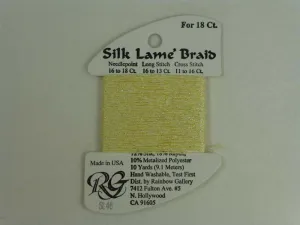 For 18 Ct.
Silk Lamé Braid
Needlepoint Long Stitch Cross Stitch
16 to 18 Ct. 16 to 13 Ct. 11 to 16 Ct.
10% Metalized Polyester
10 Yards (9.1 Meters)
Made in USA
Hand Washable, Test First
Dist. by Rainbow Gallery
RG
7412 Fulton Ave. #5
N. Hollywood
CA 91605